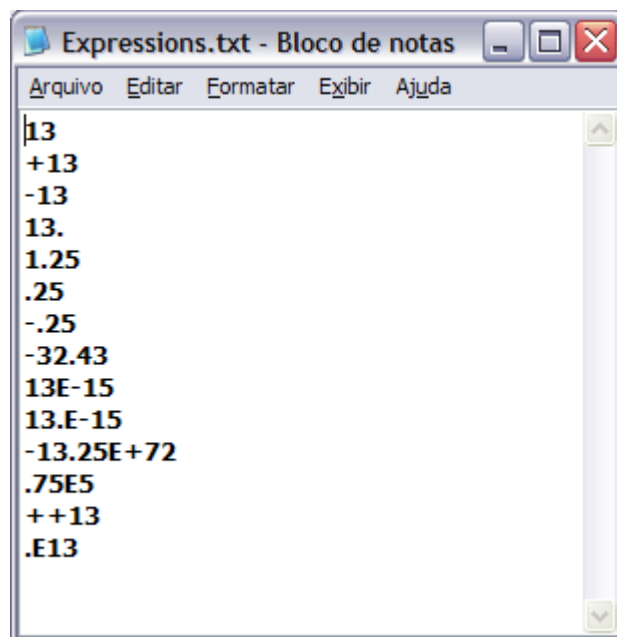 Expressions.txt - Bloco de notas
Arquivo Editar Formatar Exibir Ajuda
13
+13
-13
13.
1.25
.25
-.25
-32.43
13E-15
13.E-15
-13.25E+72
.75E5
++13
.E13